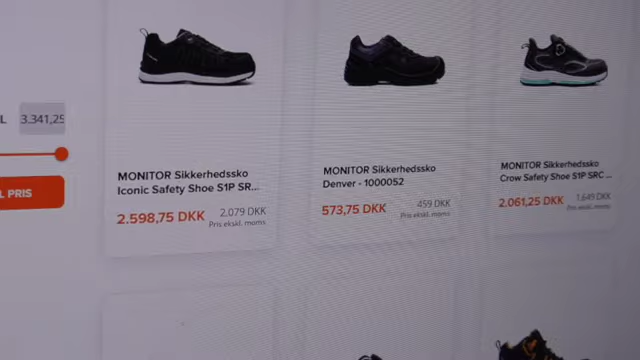 L 3.341,25
L PRIS
MONITOR Sikkerhedssko
Iconic Safety Shoe S1P SR...
2.598,75 DKK 2,079 DKK
Pris ekskl. moms
MONITOR Sikkerhedssko
Denver - 1000052
573,75 DKK 459 DKK
Pris ekskl. moms
MONITOR Sikkerhedssko
Crow Safety Shoe S1P SRC ...
2.061,25 DKK 1,649 DKK
Pris ekskl. moms